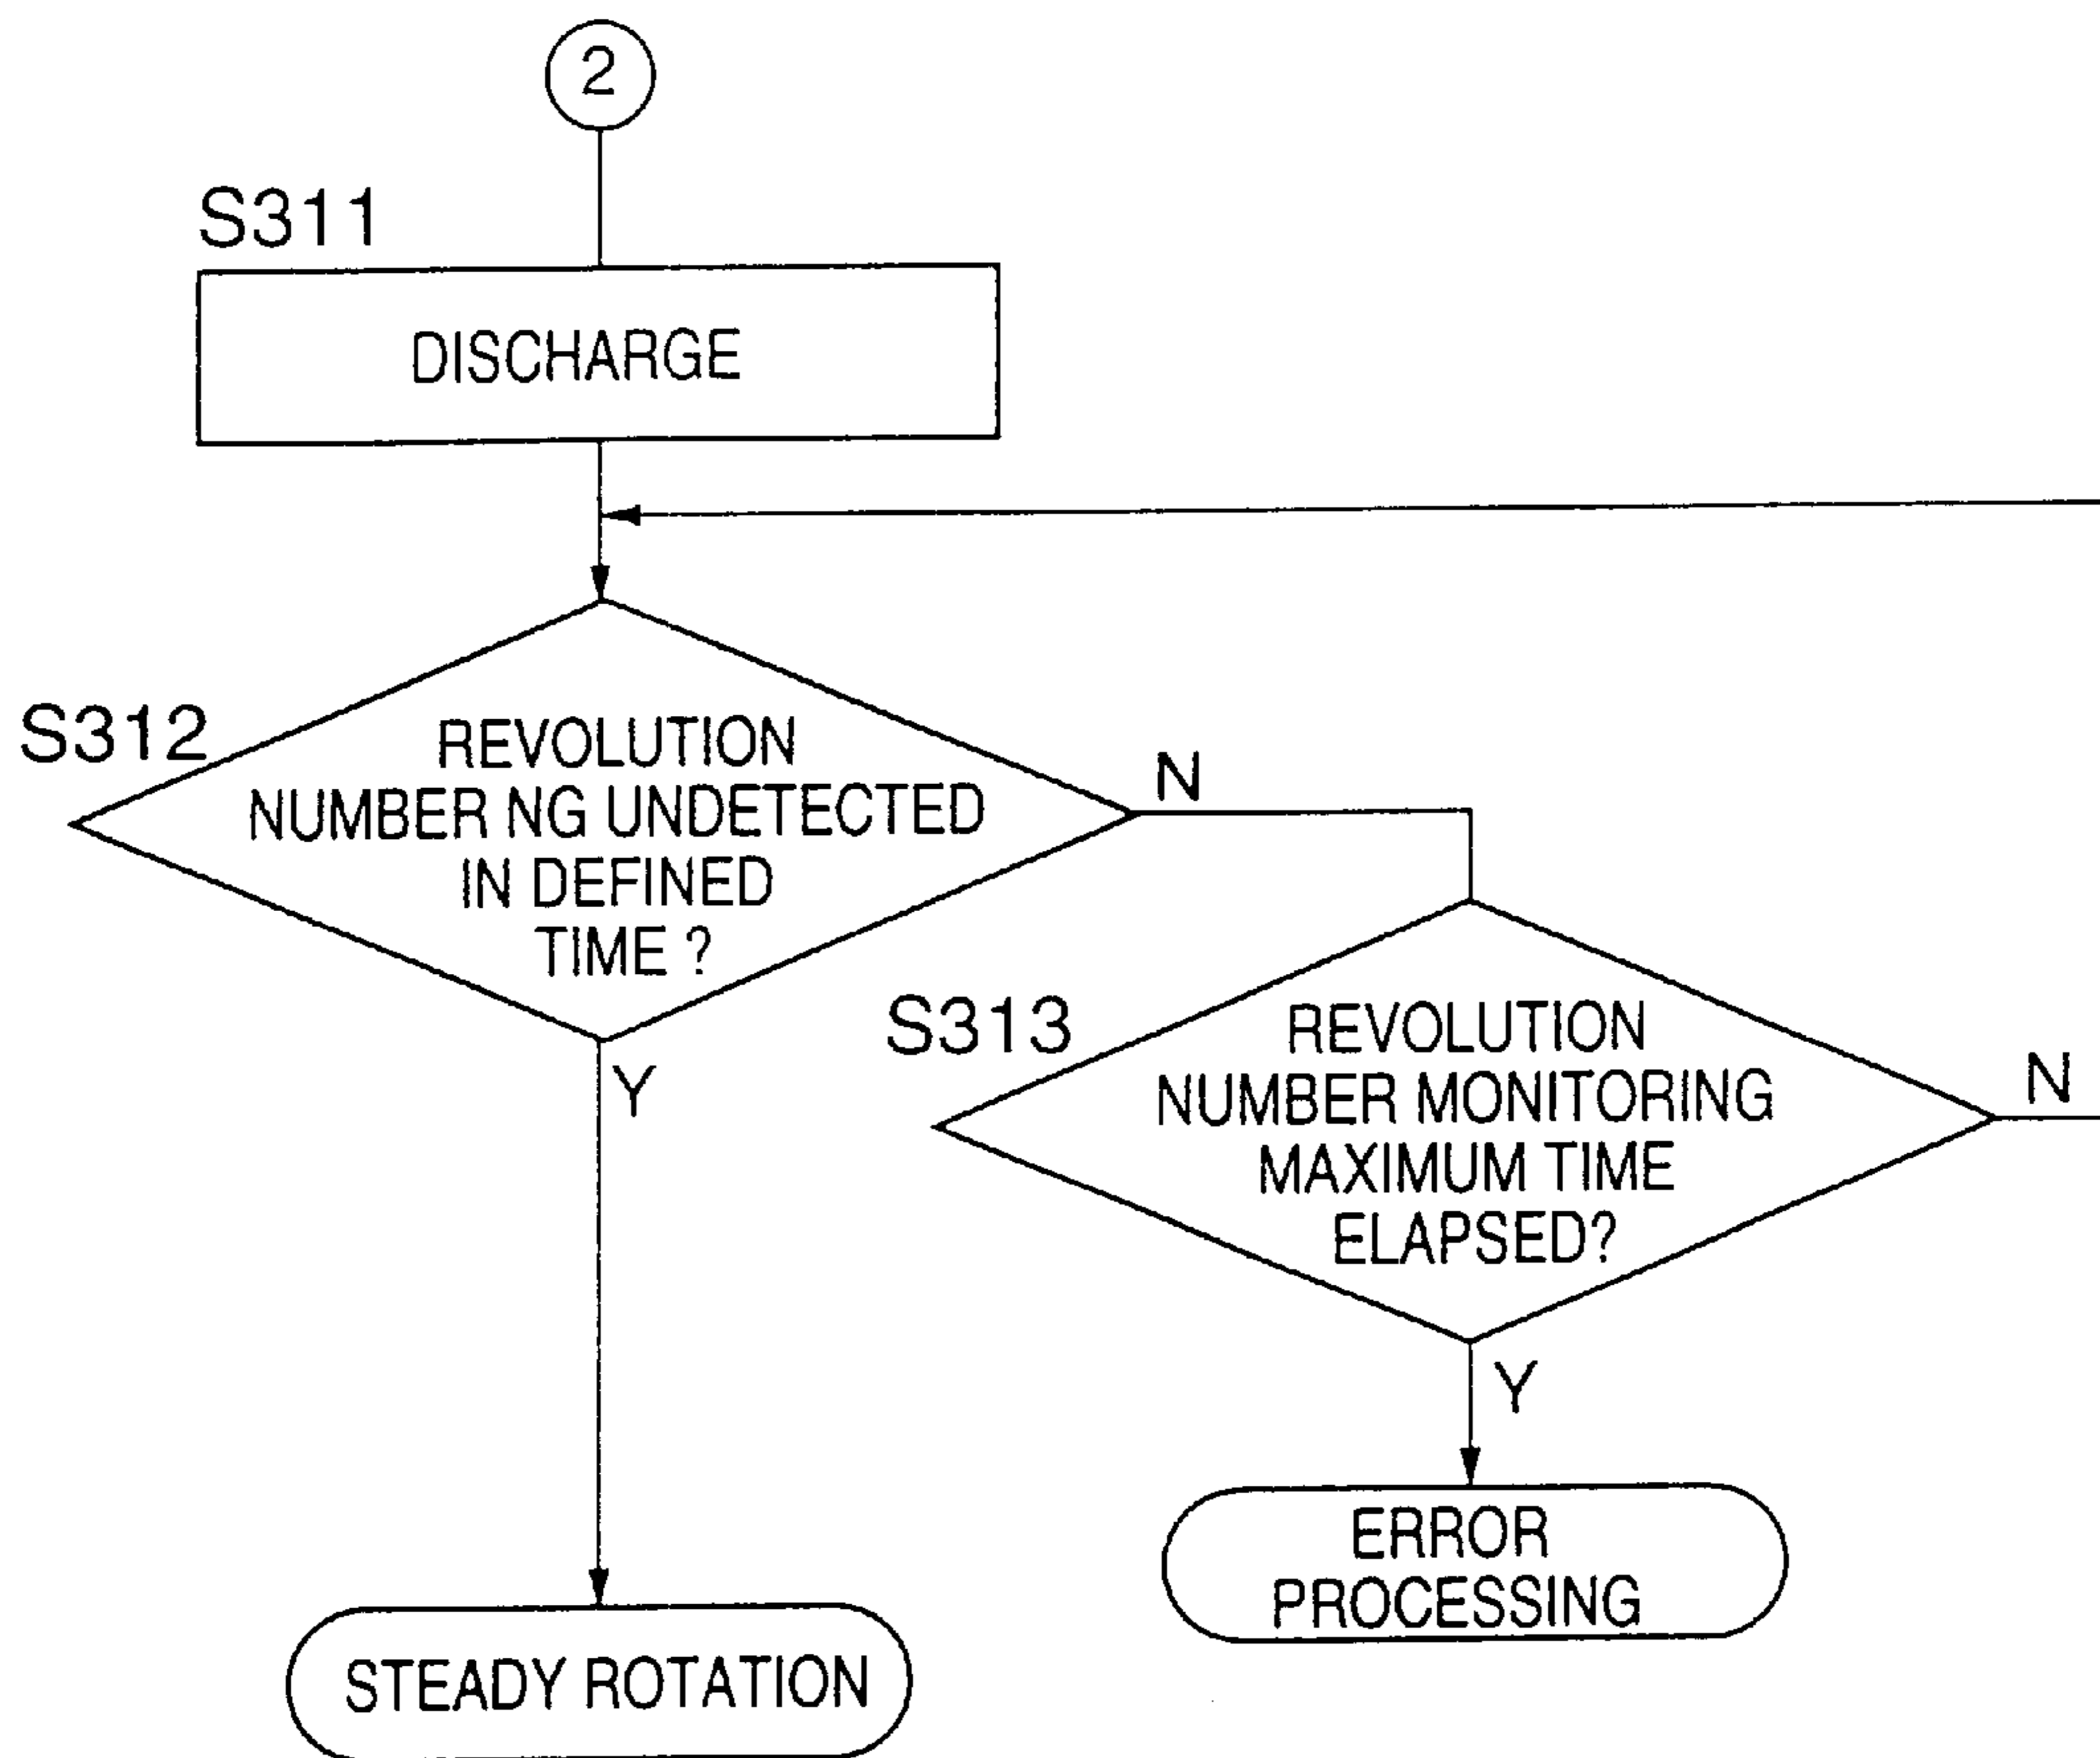 2
S311
DISCHARGE
S312
REVOLUTION
NUMBER NG UNDETECTED
IN DEFINED
TIME ?
N
Y
S313
REVOLUTION
NUMBER MONITORING
MAXIMUM TIME
ELAPSED?
N
Y
ERROR
PROCESSING
STEADY ROTATION